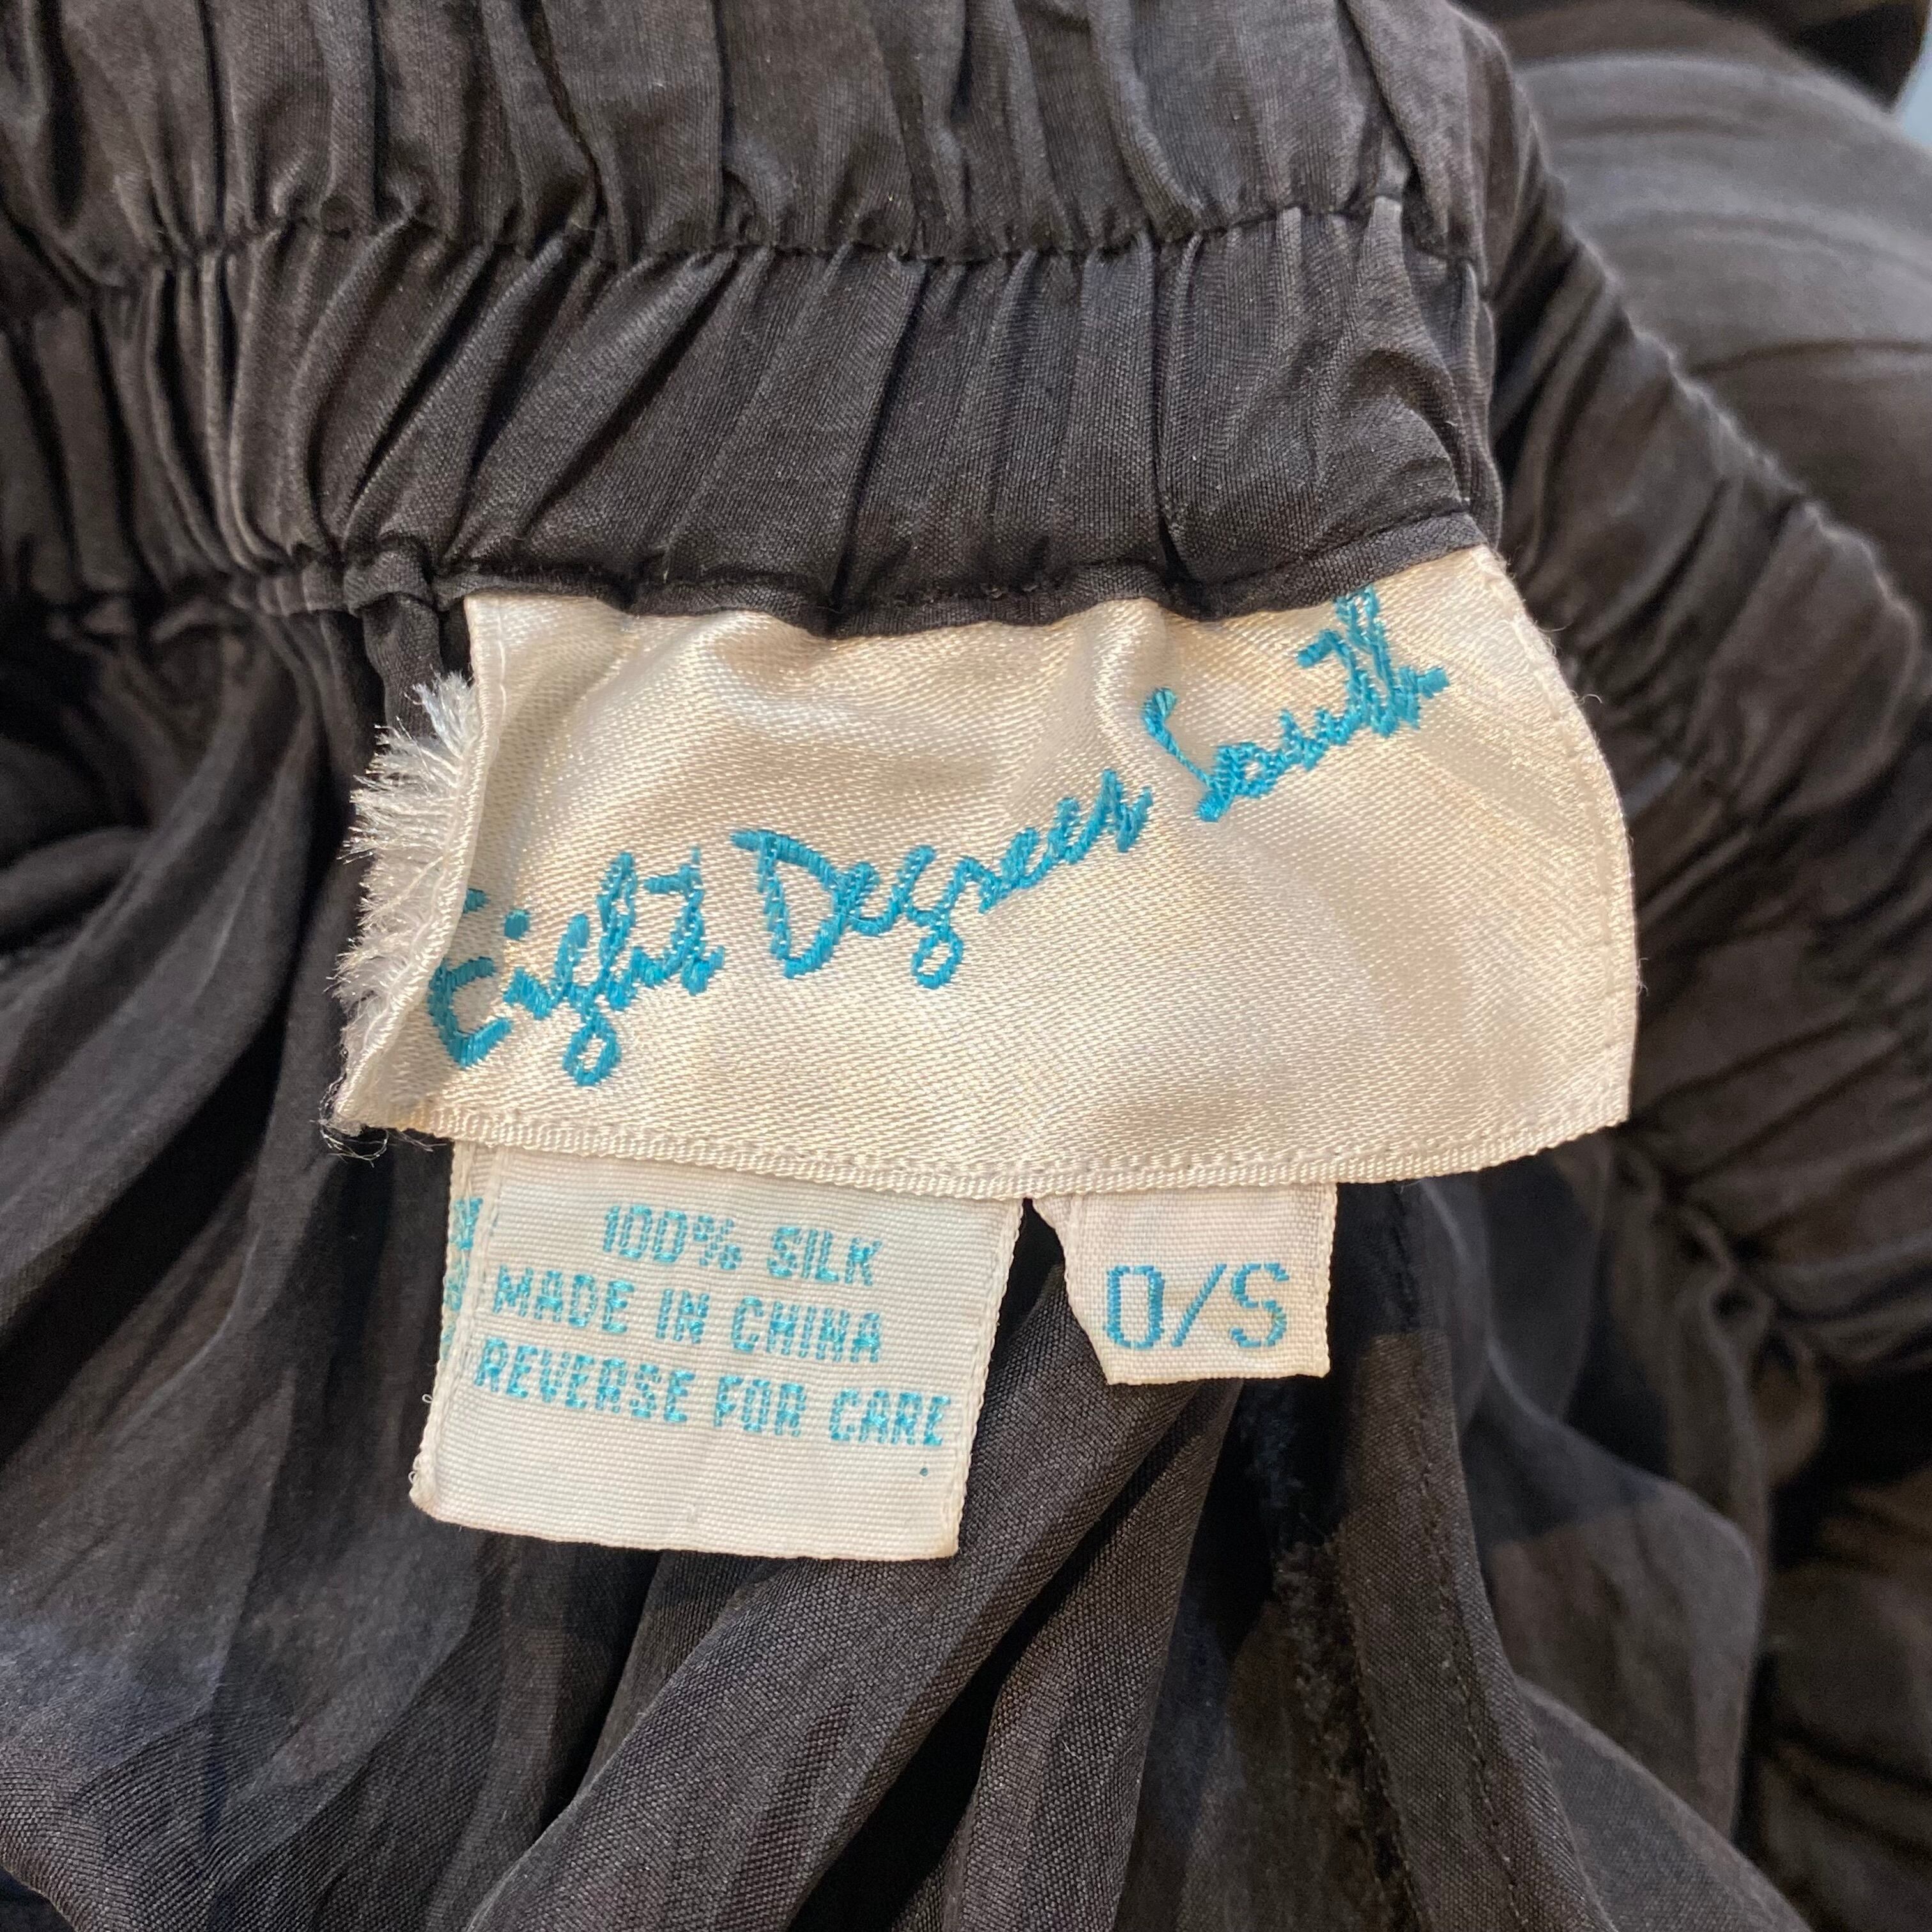 Eight Degrees South
100% SILK
MADE IN CHINA
REVERSE FOR CARE
O/S